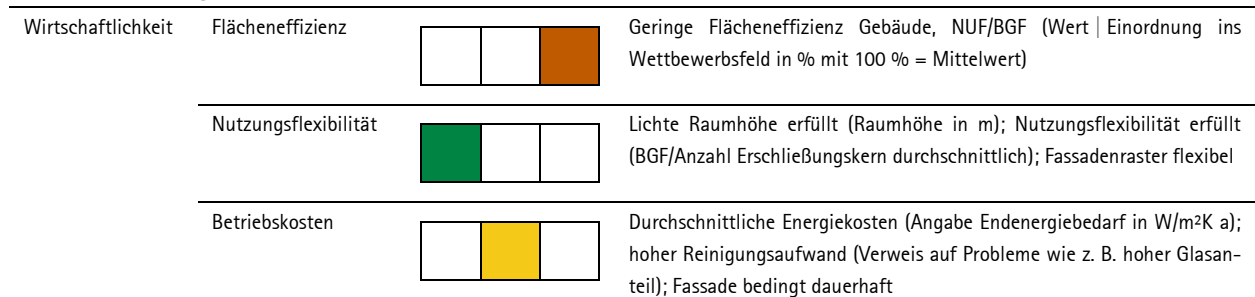 Wirtschaftlichkeit
Flächeneffizienz
Geringe Flächeneffizienz Gebäude, NUF/BGF (Wert | Einordnung ins
Wettbewerbsfeld in % mit 100 % = Mittelwert)
Nutzungsflexibilität
Lichte Raumhöhe erfüllt (Raumhöhe in m); Nutzungsflexibilität erfüllt
(BGF/Anzahl Erschließungskern durchschnittlich); Fassadenraster flexibel
Betriebskosten
Durchschnittliche Energiekosten (Angabe Endenergiebedarf in W/m²K a);
hoher Reinigungsaufwand (Verweis auf Probleme wie z. B. hoher Glasan-
teil); Fassade bedingt dauerhaft